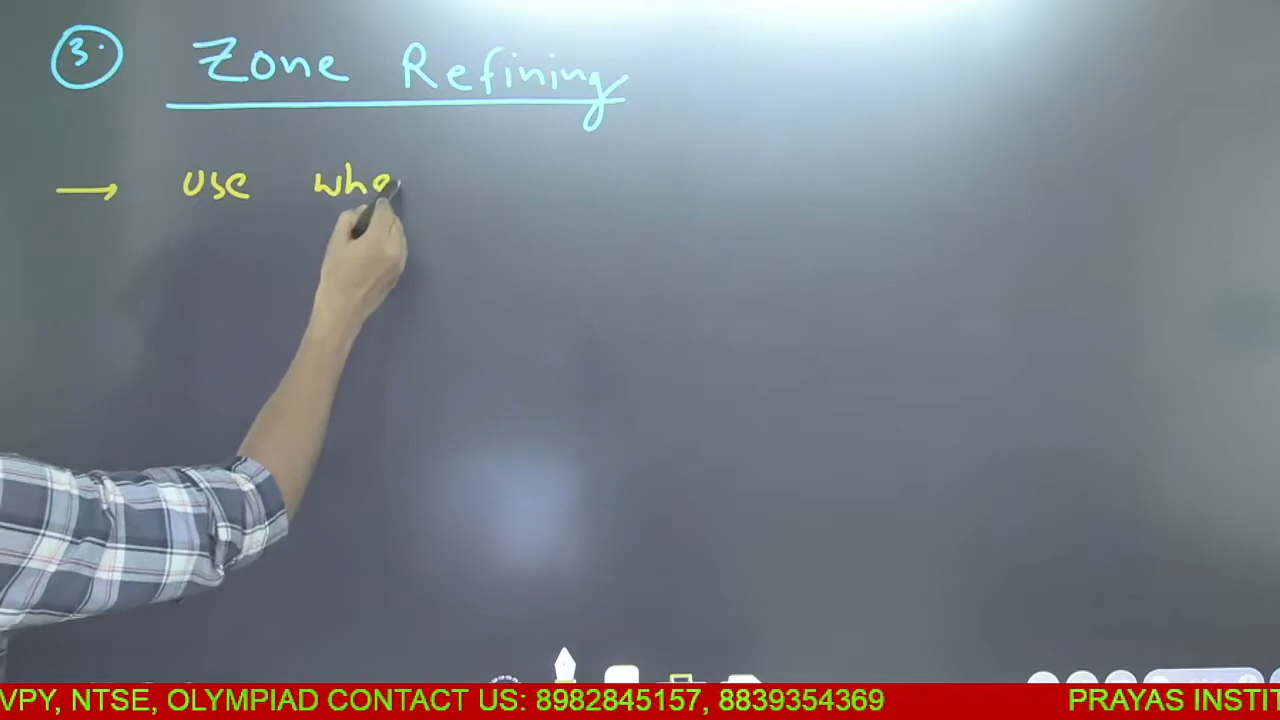 3. Zone Refining
→ use whe
VPY, NTSE, OLYMPIAD CONTACT US: 8982845157, 8839354369 PRAYAS INSTIT